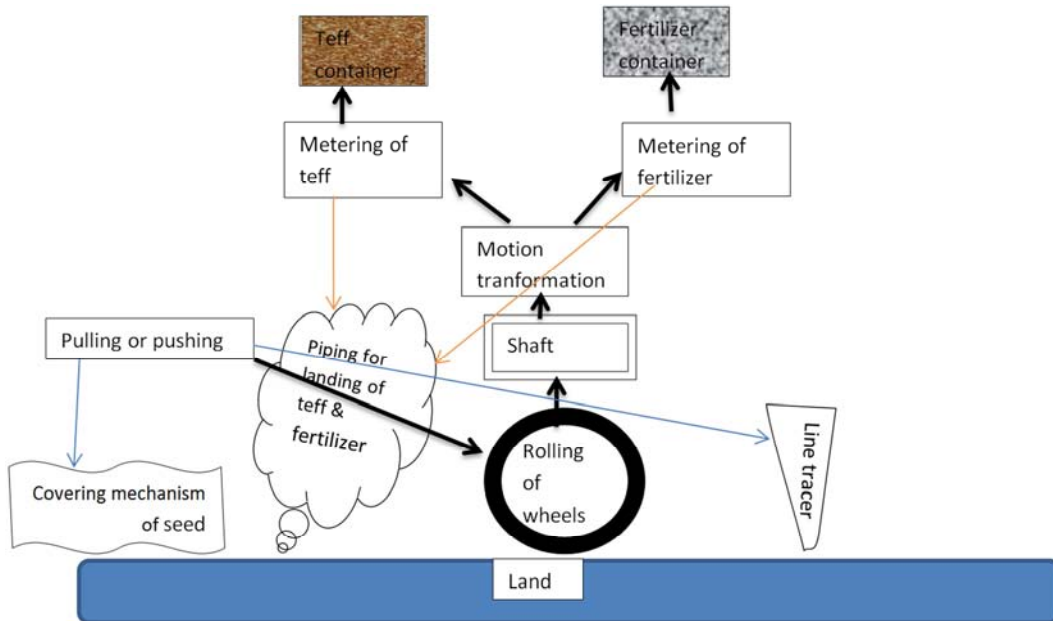 Teff
container
Fertilizer
container
Metering of
teff
Metering of
fertilizer
Motion
tranformation
Pulling or pushing
Shaft
Piping for
landing of
teff &
fertilizer
Rolling
of
wheels
Line tracer
Covering mechanism
of seed
Land